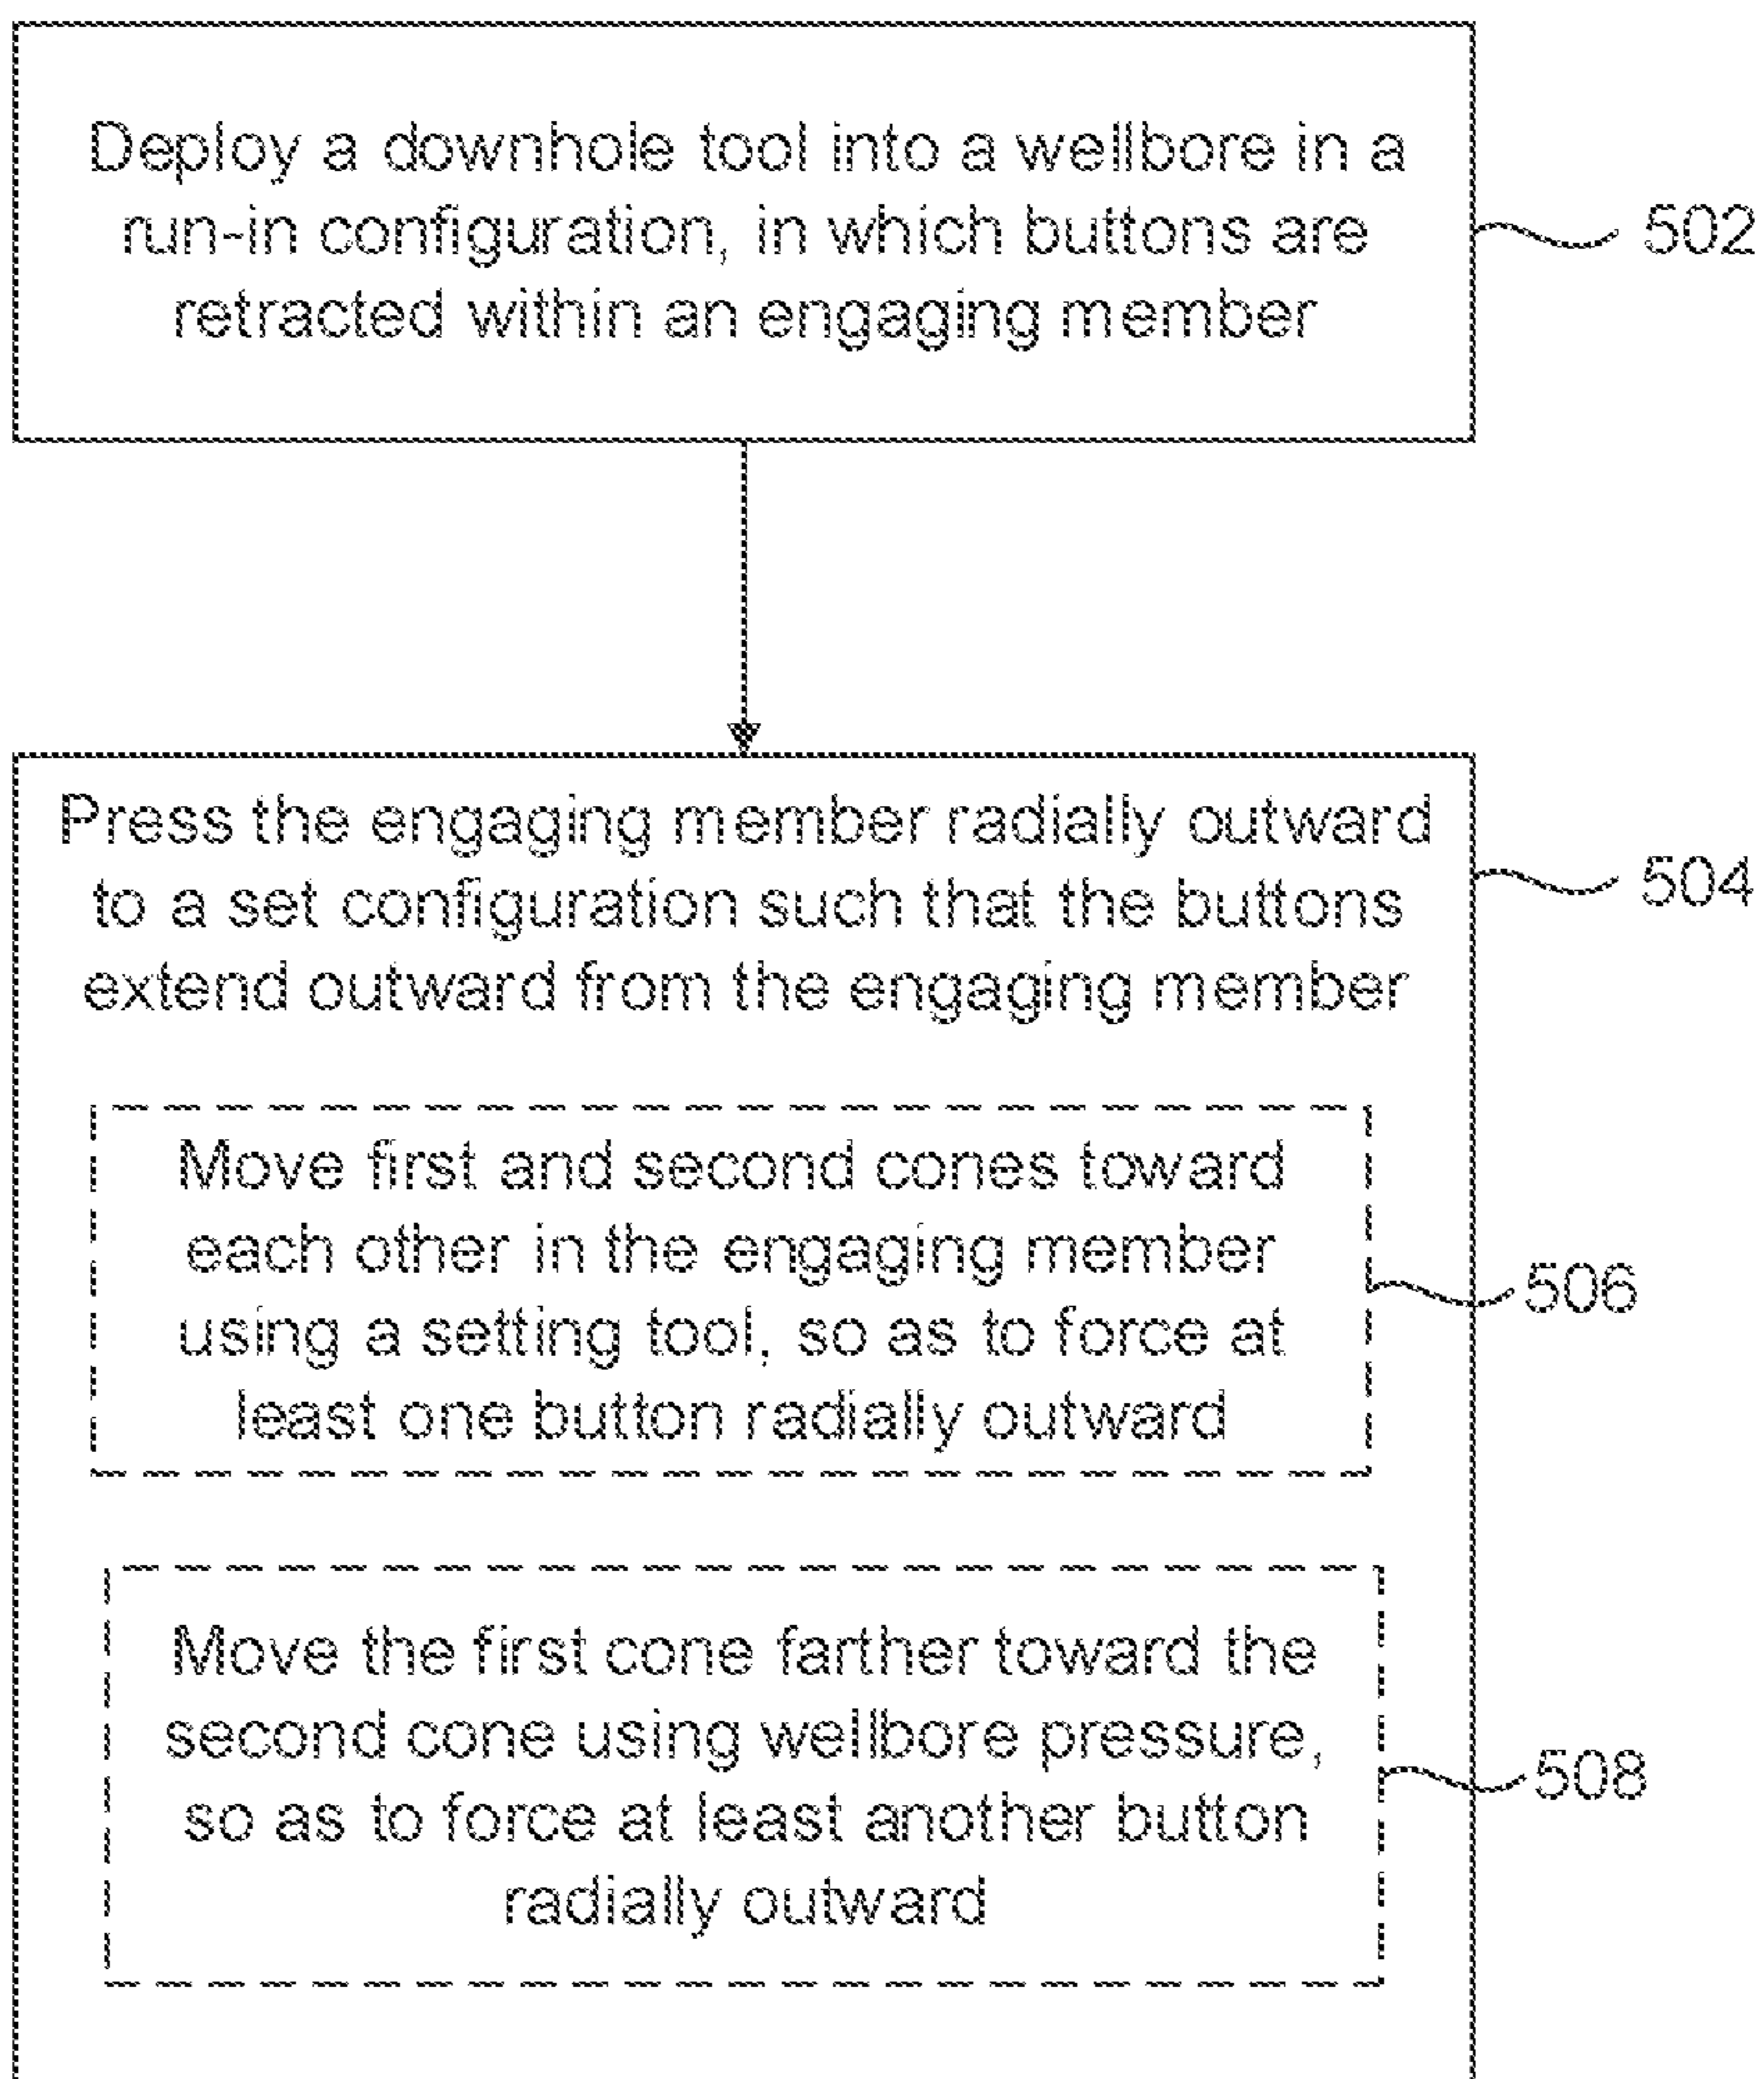 Deploy a downhole tool into a wellbore in a
run-in configuration, in which buttons are
retracted within an engaging member
502
Press the engaging member radially outward
to a set configuration such that the buttons
extend outward from the engaging member
504
Move first and second cones toward
each other in the engaging member
using a setting tool, so as to force at
least one button radially outward
506
Move the first cone farther toward the
second cone using wellbore pressure,
so as to force at least another button
radially outward
508